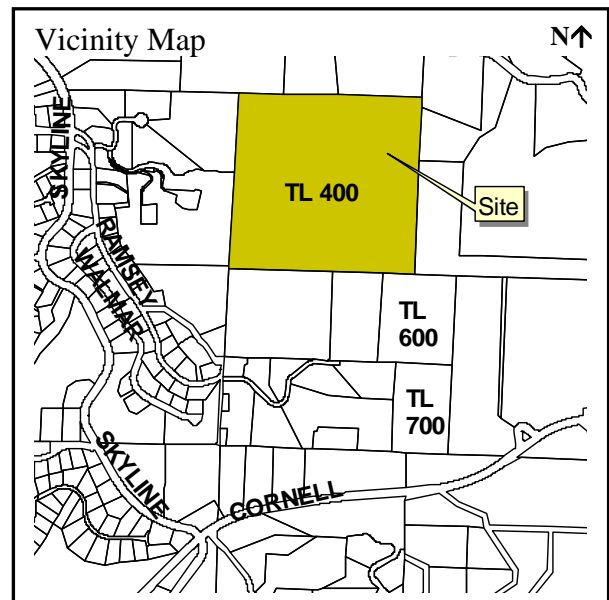 Vicinity Map
N↑
SKYLINE
TL 400
Site
RAMSEY
WALMAR
TL
600
TL
700
SKYLINE
CORNELL